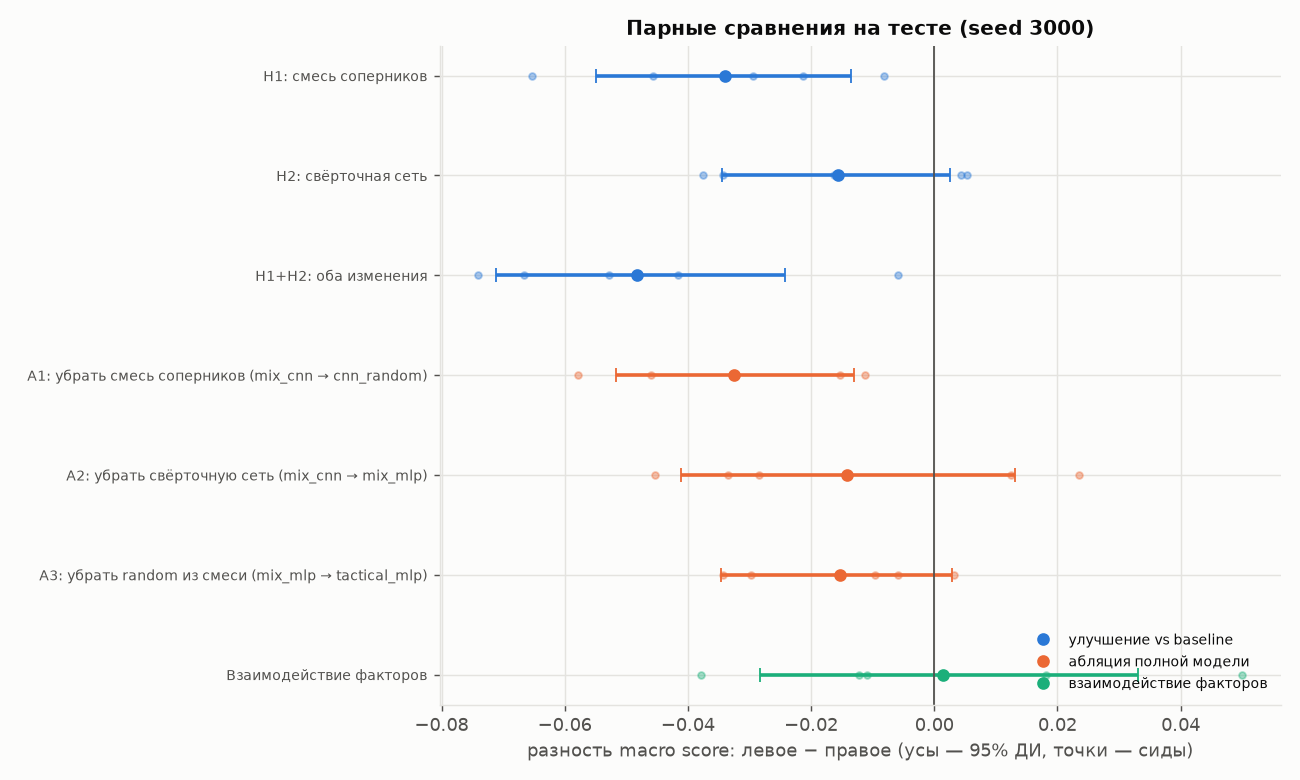 Парные сравнения на тесте (seed 3000)
H1: смесь соперников
H2: свёрточная сеть
H1+H2: оба изменения
A1: убрать смесь соперников (mix_cnn → cnn_random)
A2: убрать свёрточную сеть (mix_cnn → mix_mlp)
A3: убрать random из смеси (mix_mlp → tactical_mlp)
Взаимодействие факторов
улучшение vs baseline
абляция полной модели
взаимодействие факторов
−0.08 −0.06 −0.04 −0.02 0.00 0.02 0.04
разность macro score: левое − правое (усы — 95% ДИ, точки — сиды)